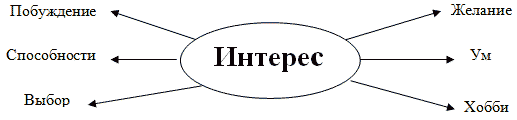 Побуждение
Желание
Способности
Интерес
Ум
Выбор
Хобби